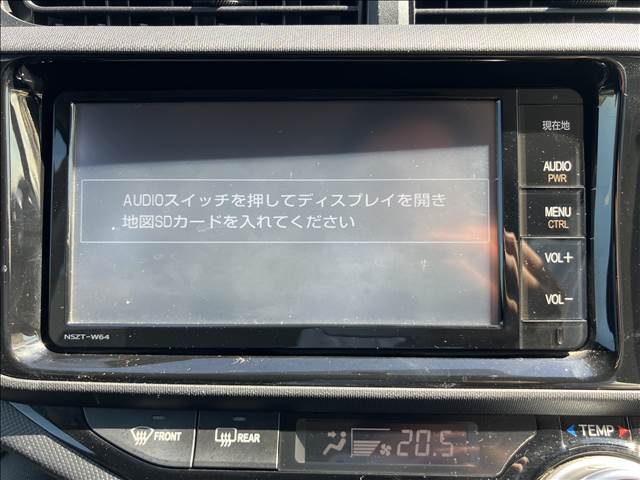 現在地
AUDIO
PWR
AUDIOスイッチを押してディスプレイを開き
地図SDカードを入れてください
MENU
CTRL
VOL+
VOL-
NSZT-W64
FRONT
REAR
20.5
TEMP